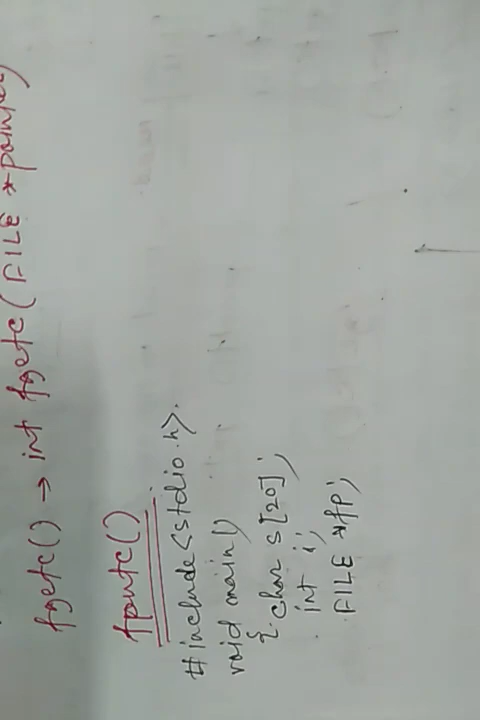 fgetc() → int fgetc(FILE *pointer)
fputc()
#include<stdio.h>.
void main()
{ char s[20];
int i;
FILE *fp;